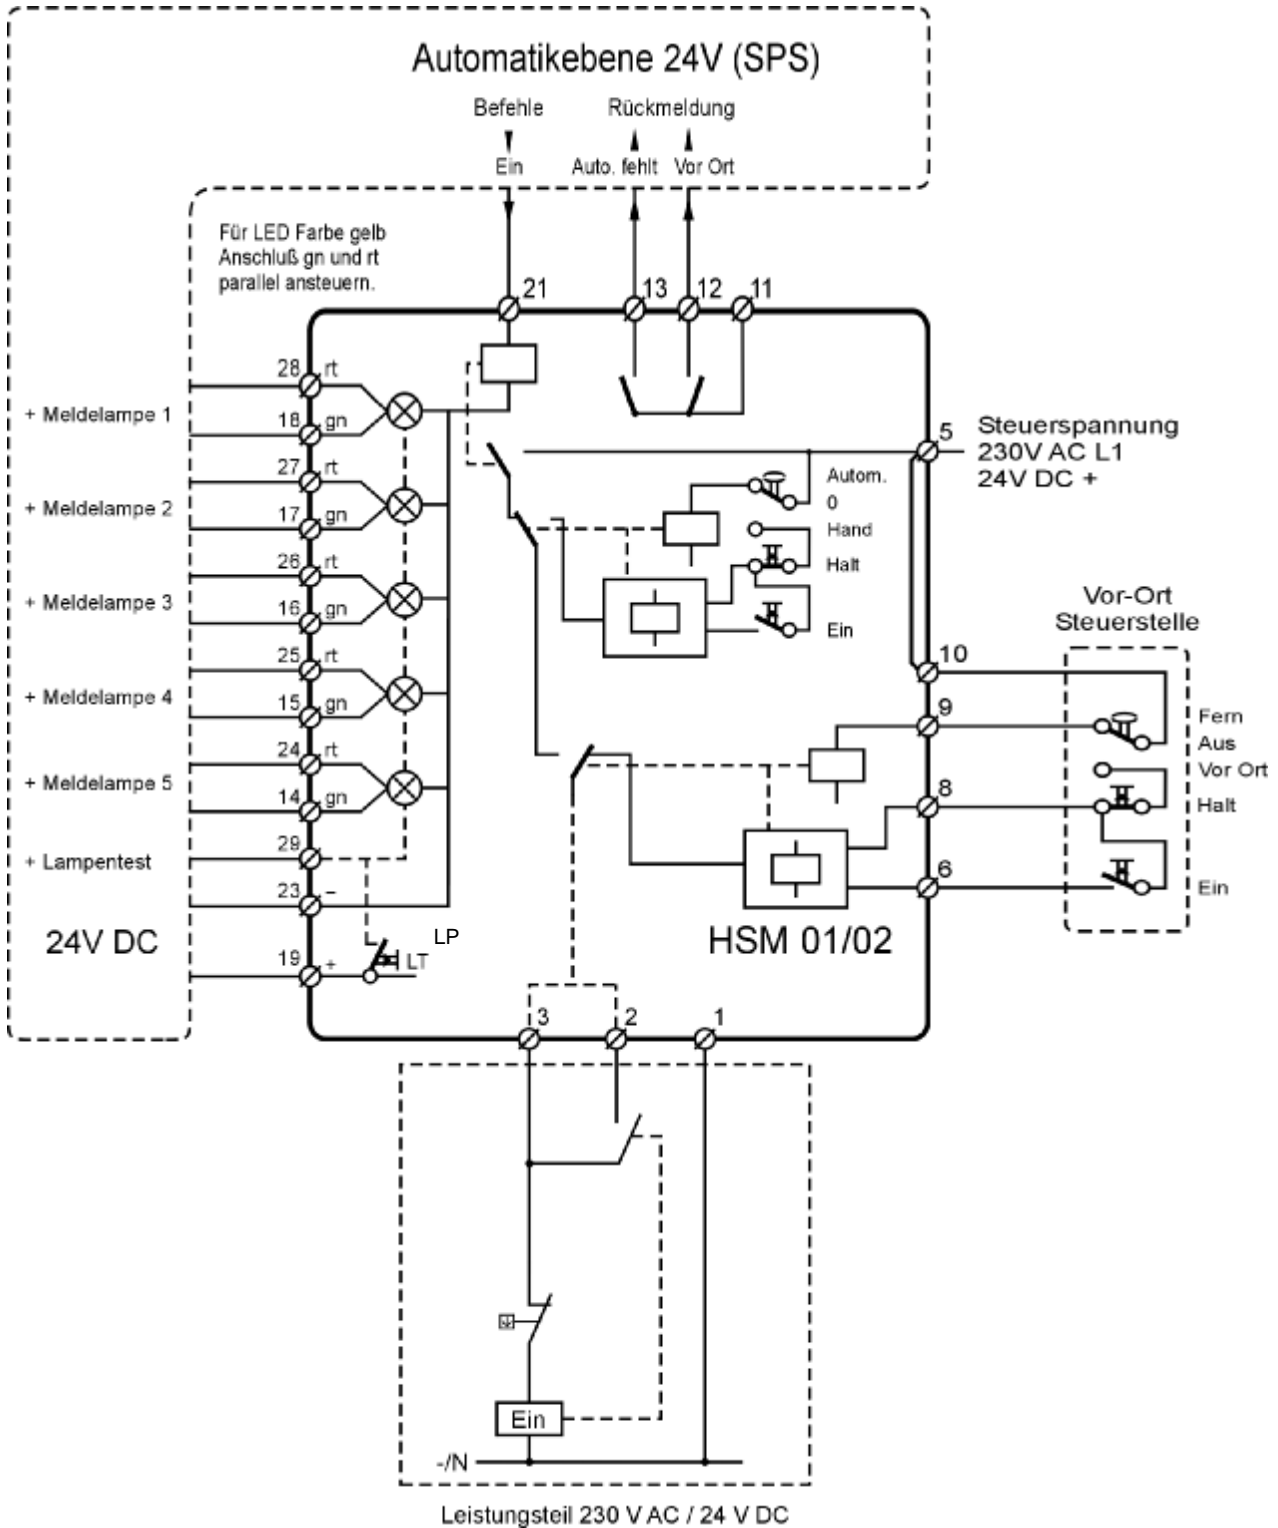 Automatikebene 24V (SPS)
Befehle
Rückmeldung
Ein
Auto. fehlt
Vor Ort
Für LED Farbe gelb
Anschluß gn und rt
parallel ansteuern.
21
13
12
11
28
rt
+ Meldelampe 1
18
gn
27
rt
+ Meldelampe 2
17
gn
26
rt
+ Meldelampe 3
16
gn
25
rt
+ Meldelampe 4
15
gn
24
rt
+ Meldelampe 5
14
gn
29
+ Lampentest
23
–
24V DC
19
+
LP
LT
5
Steuerspannung
230V AC L1
24V DC +
Autom.
0
Hand
Halt
Ein
Vor-Ort
Steuerstelle
10
9
8
6
Fern
Aus
Vor Ort
Halt
Ein
HSM 01/02
3
2
1
Ein
-/N
Leistungsteil 230 V AC / 24 V DC